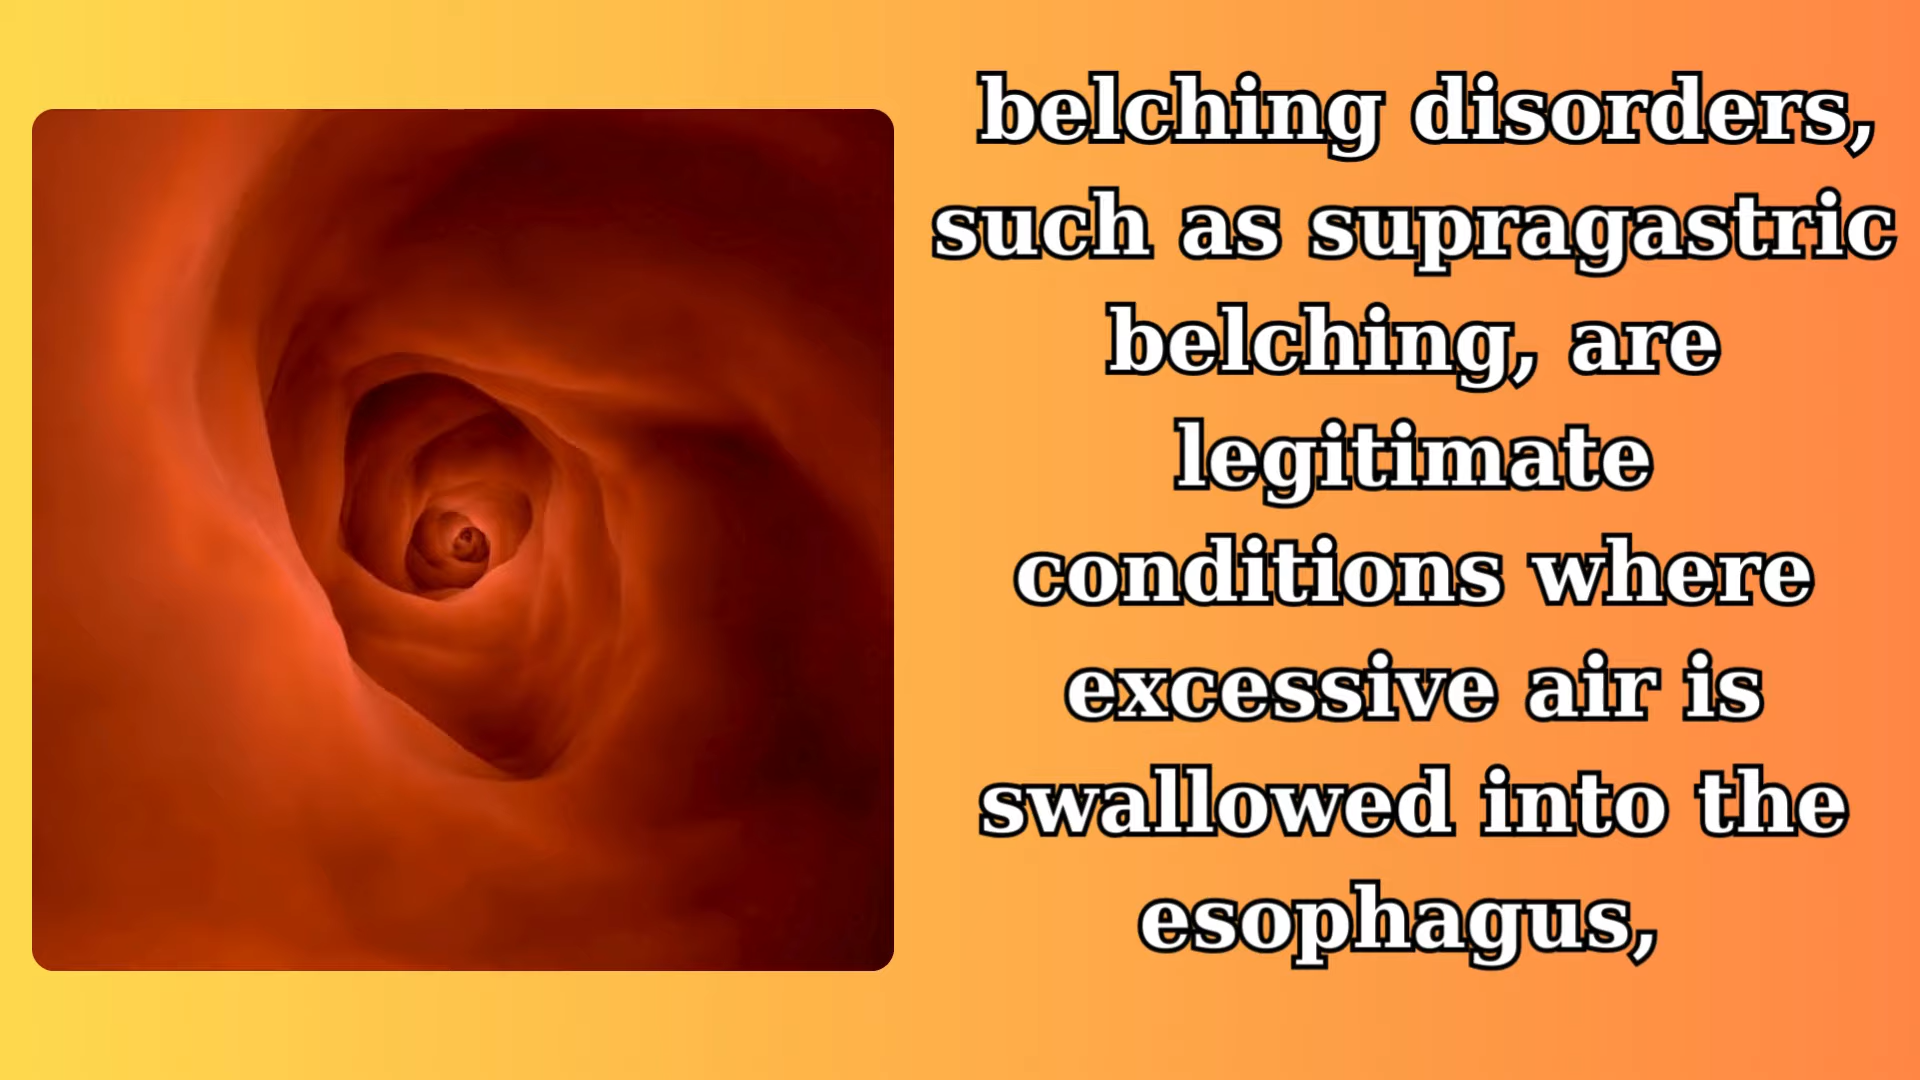 belching disorders,
such as supragastric
belching, are
legitimate
conditions where
excessive air is
swallowed into the
esophagus,